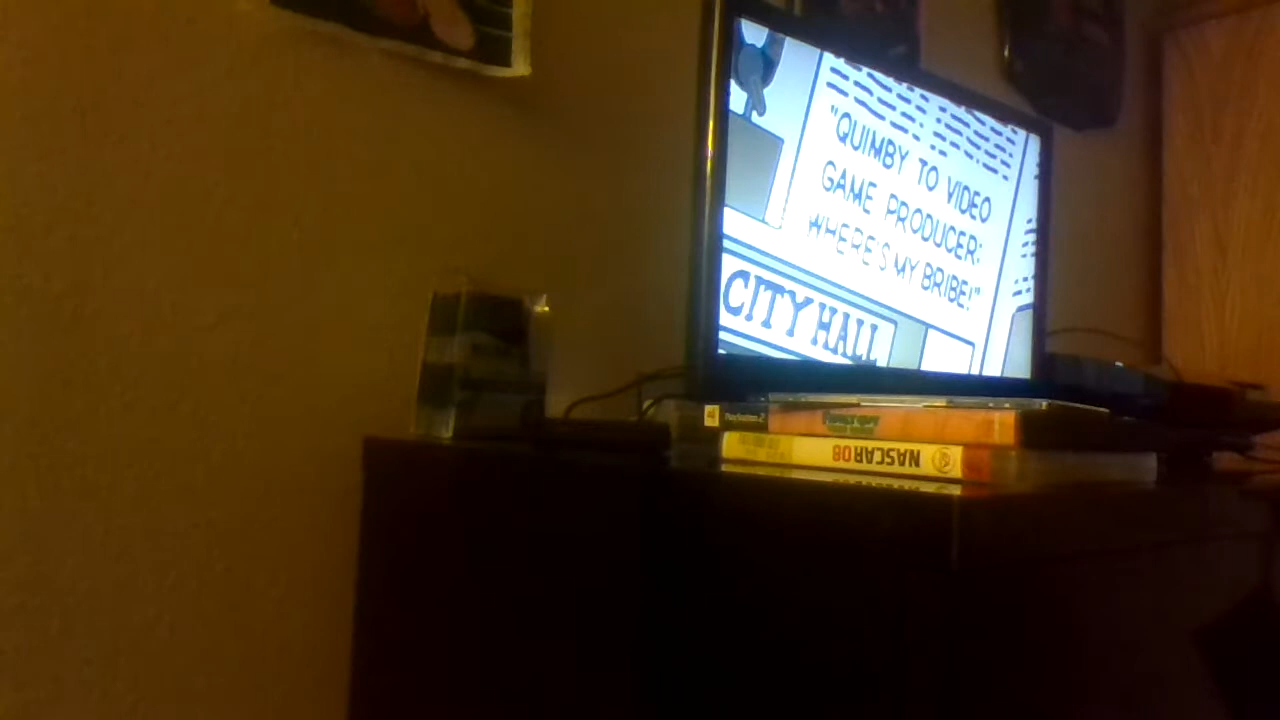 "QUIMBY TO VIDEO
GAME PRODUCER:
WHERE'S MY BRIBE!"
CITY HALL
PlayStation 2
NASCAR 08